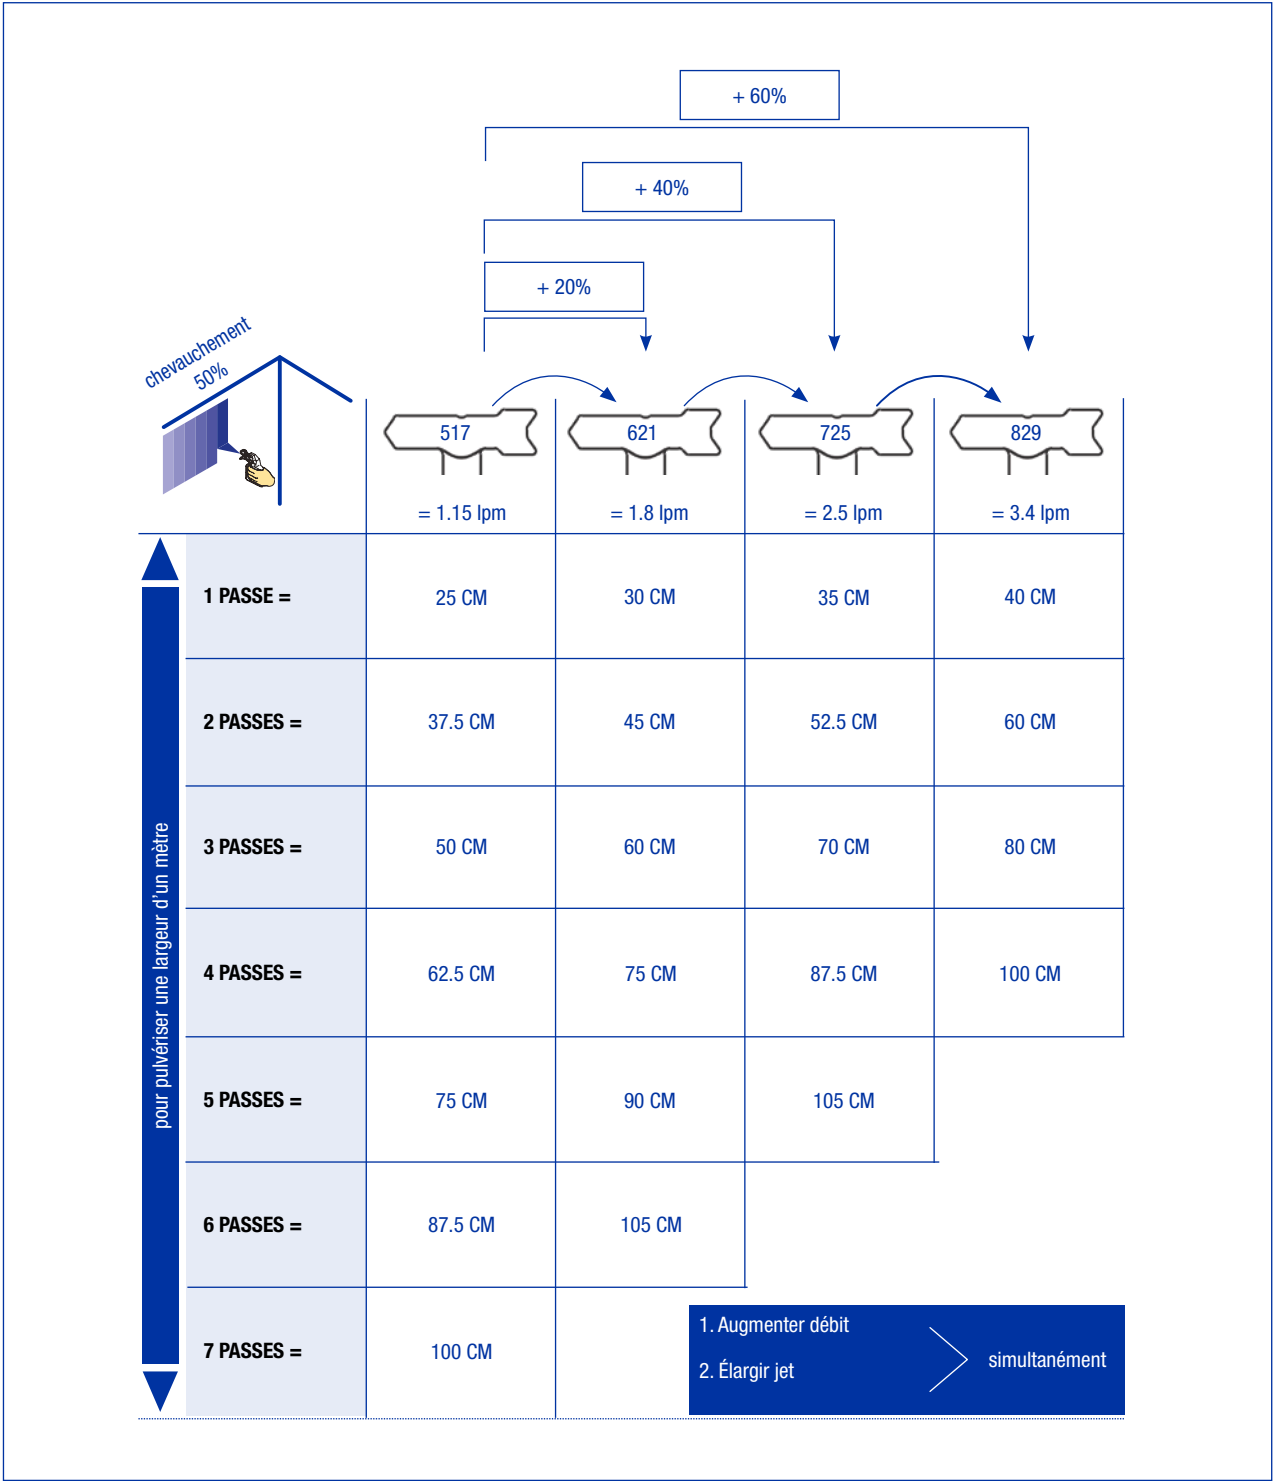 + 60%
+ 40%
+ 20%
chevauchement
50%
517 621 725 829
= 1.15 lpm = 1.8 lpm = 2.5 lpm = 3.4 lpm
pour pulvériser une largeur d'un mètre
1 PASSE = 25 CM 30 CM 35 CM 40 CM
2 PASSES = 37.5 CM 45 CM 52.5 CM 60 CM
3 PASSES = 50 CM 60 CM 70 CM 80 CM
4 PASSES = 62.5 CM 75 CM 87.5 CM 100 CM
5 PASSES = 75 CM 90 CM 105 CM
6 PASSES = 87.5 CM 105 CM
7 PASSES = 100 CM
1. Augmenter débit
2. Élargir jet
simultanément